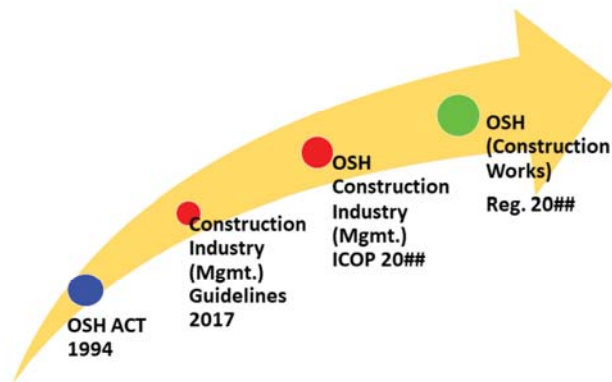 OSH ACT
1994
Construction
Industry
(Mgmt.)
Guidelines
2017
OSH
Construction
Industry
(Mgmt.)
ICOP 20##
OSH
(Construction
Works)
Reg. 20##